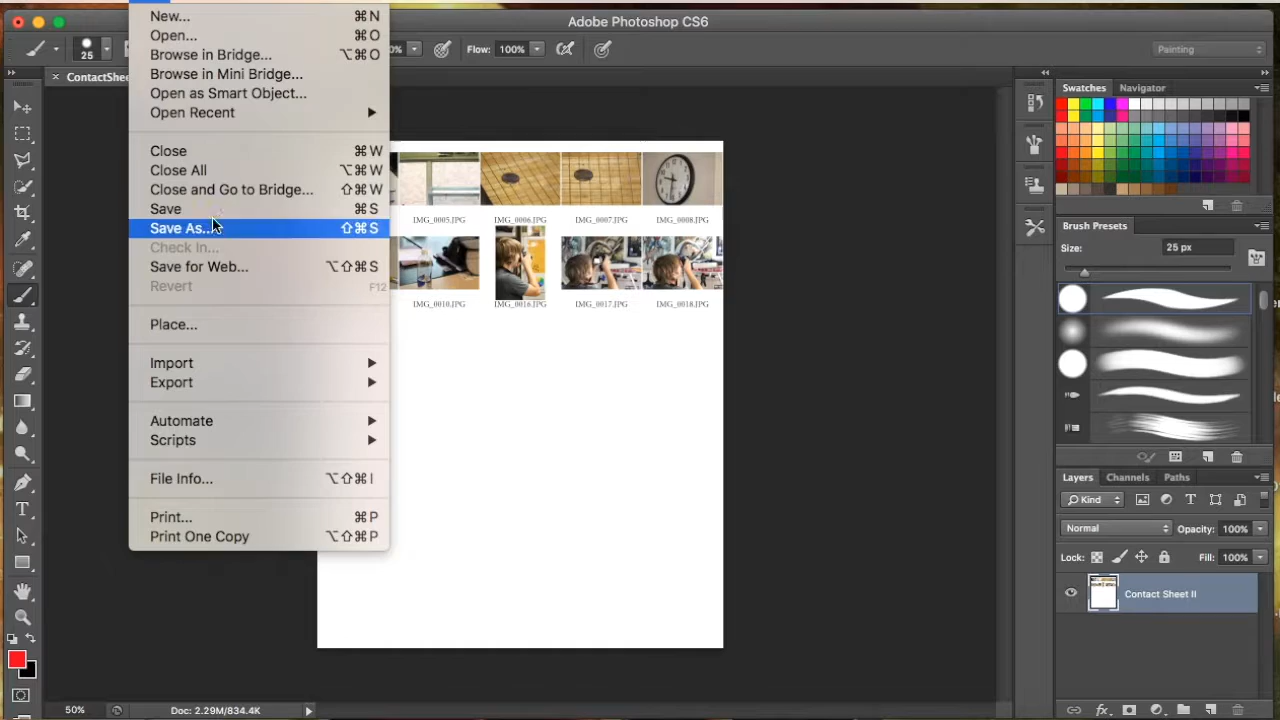 Adobe Photoshop CS6
New... ⌘N
Open... ⌘O
Browse in Bridge... ⌥⌘O
Browse in Mini Bridge...
Open as Smart Object...
Open Recent
Close ⌘W
Close All ⌥⌘W
Close and Go to Bridge... ⇧⌘W
Save ⌘S
Save As... ⇧⌘S
Check In...
Save for Web... ⌥⇧⌘S
Revert F12
Place...
Import
Export
Automate
Scripts
File Info... ⌥⇧⌘I
Print... ⌘P
Print One Copy ⌥⇧⌘P
25
0%
Flow: 100%
Painting
ContactShee
IMG_0005.JPG IMG_0006.JPG IMG_0007.JPG IMG_0008.JPG
IMG_0010.JPG IMG_0016.JPG IMG_0017.JPG IMG_0018.JPG
Swatches Navigator
Brush Presets
Size: 25 px
Layers Channels Paths
Kind
Normal Opacity: 100%
Lock: Fill: 100%
Contact Sheet II
50% Doc: 2.29M/834.4K